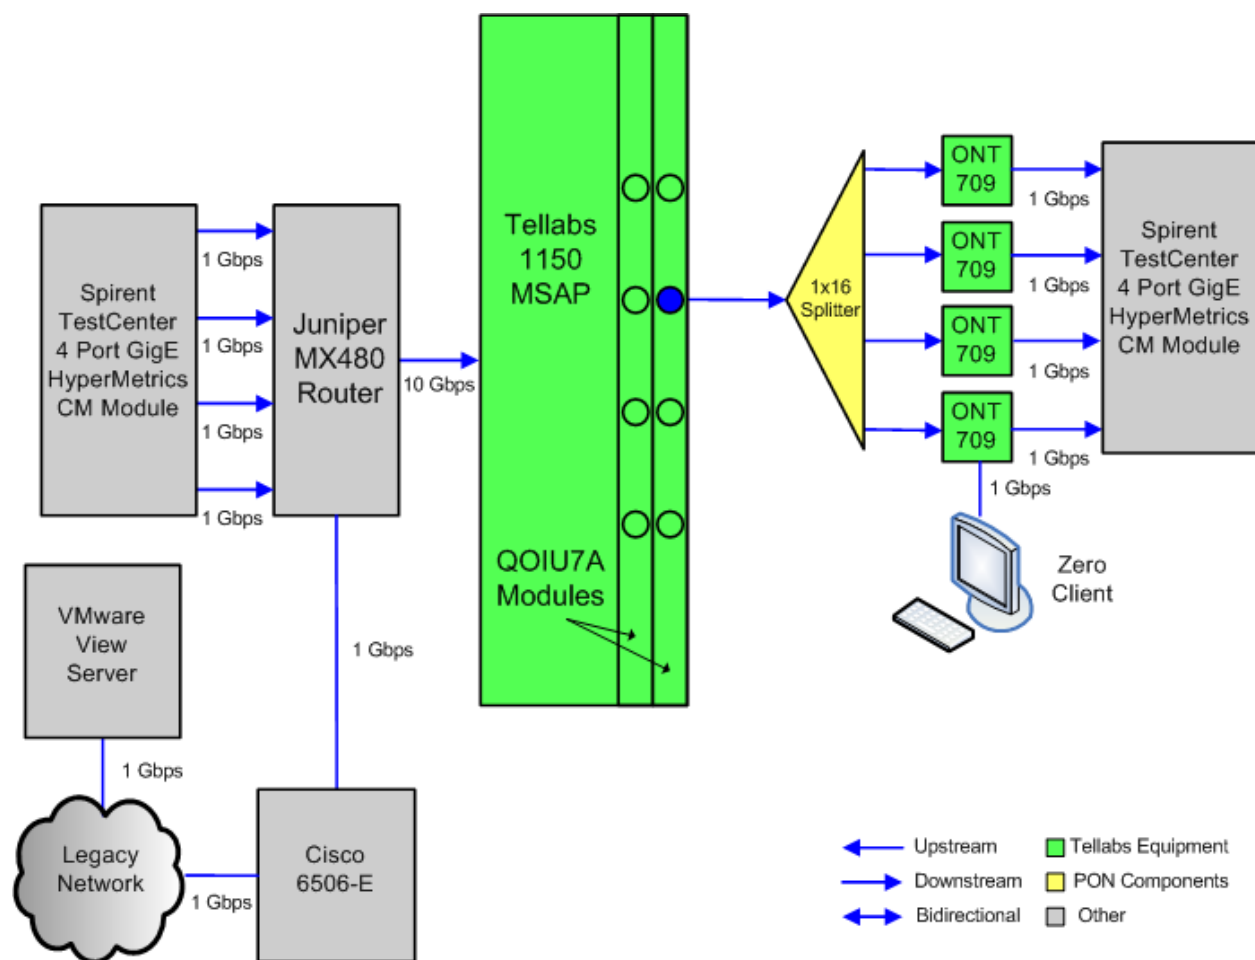 Spirent
TestCenter
4 Port GigE
HyperMetrics
CM Module
1 Gbps
1 Gbps
1 Gbps
1 Gbps
Juniper
MX480
Router
10 Gbps
Tellabs
1150
MSAP
QOIU7A
Modules
1x16
Splitter
ONT
709
ONT
709
ONT
709
ONT
709
1 Gbps
1 Gbps
1 Gbps
1 Gbps
1 Gbps
Spirent
TestCenter
4 Port GigE
HyperMetrics
CM Module
Zero
Client
VMware
View
Server
1 Gbps
1 Gbps
Legacy
Network
1 Gbps
Cisco
6506-E
Upstream
Downstream
Bidirectional
Tellabs Equipment
PON Components
Other